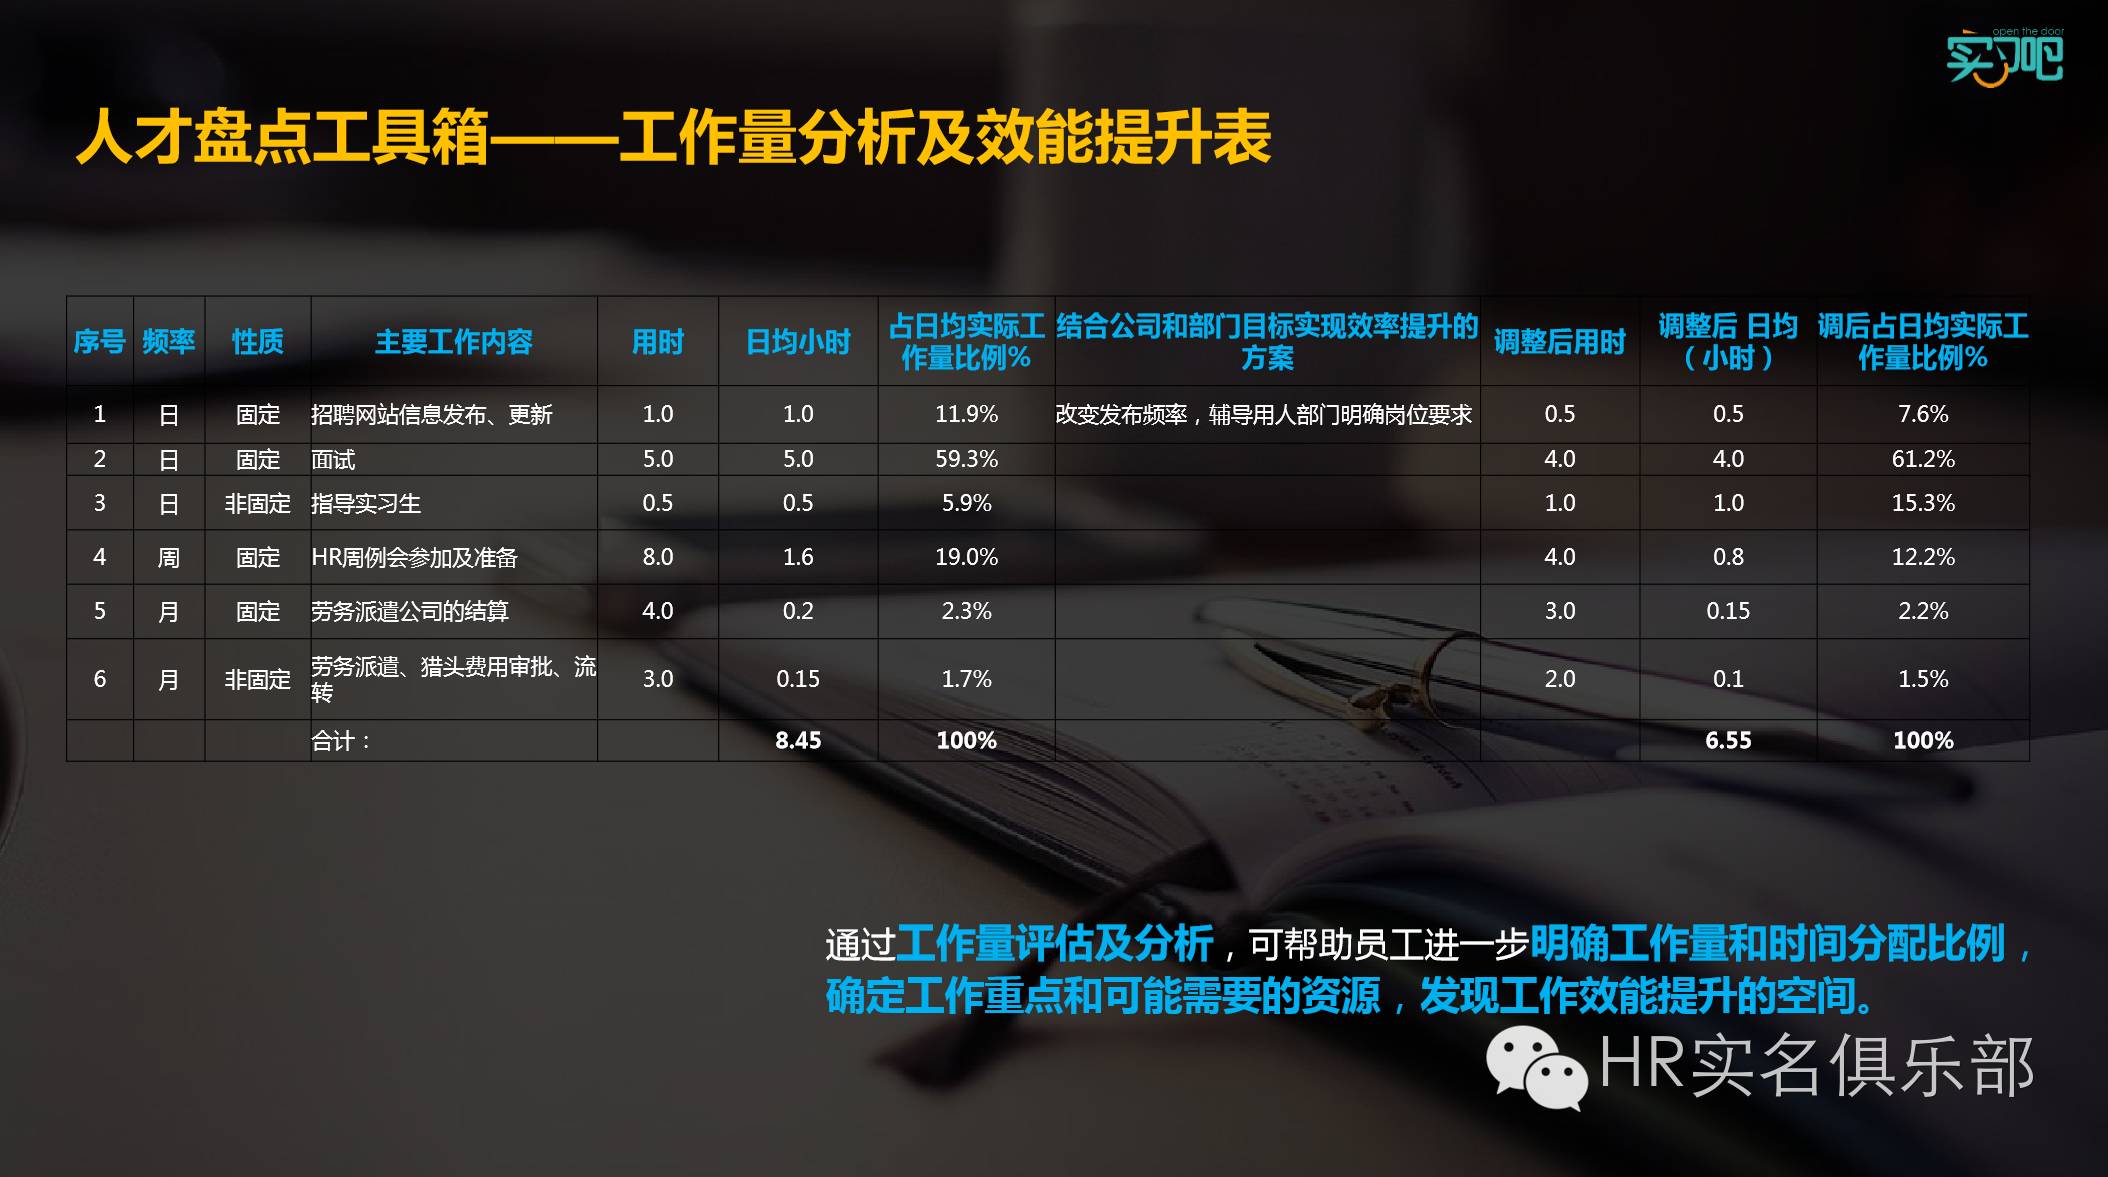 open the door
实习吧
人才盘点工具箱——工作量分析及效能提升表
序号 频率 性质 主要工作内容 用时 日均小时 占日均实际工作量比例% 结合公司和部门目标实现效率提升的方案 调整后用时 调整后 日均（小时） 调后占日均实际工作量比例%
1 日 固定 招聘网站信息发布、更新 1.0 1.0 11.9% 改变发布频率，辅导用人部门明确岗位要求 0.5 0.5 7.6%
2 日 固定 面试 5.0 5.0 59.3% 4.0 4.0 61.2%
3 日 非固定 指导实习生 0.5 0.5 5.9% 1.0 1.0 15.3%
4 周 固定 HR周例会参加及准备 8.0 1.6 19.0% 4.0 0.8 12.2%
5 月 固定 劳务派遣公司的结算 4.0 0.2 2.3% 3.0 0.15 2.2%
6 月 非固定 劳务派遣、猎头费用审批、流转 3.0 0.15 1.7% 2.0 0.1 1.5%
合计： 8.45 100% 6.55 100%
通过工作量评估及分析，可帮助员工进一步明确工作量和时间分配比例，
确定工作重点和可能需要的资源，发现工作效能提升的空间。
HR实名俱乐部